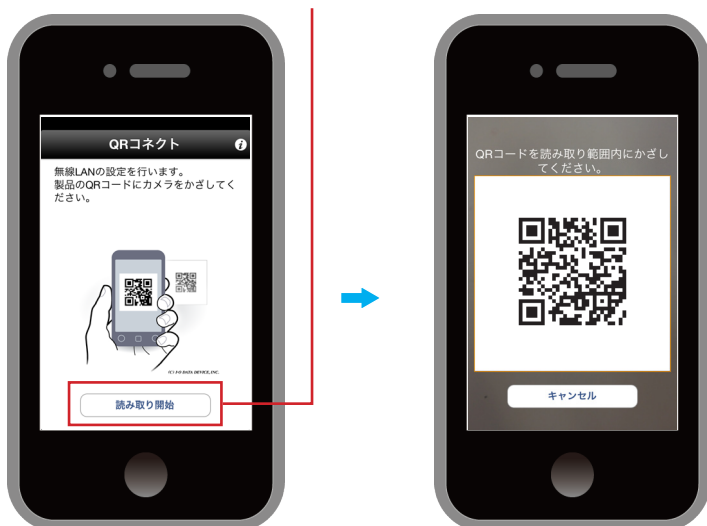 QRコネクト
無線LANの設定を行います。
製品のQRコードにカメラをかざしてく
ださい。
(C) I-O DATA DEVICE, INC.
読み取り開始
QRコードを読み取り範囲内にかざし
てください。
キャンセル